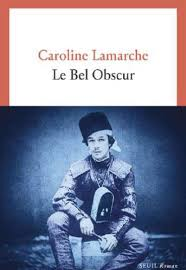 Caroline Lamarche
Le Bel Obscur
SEUIL Roman